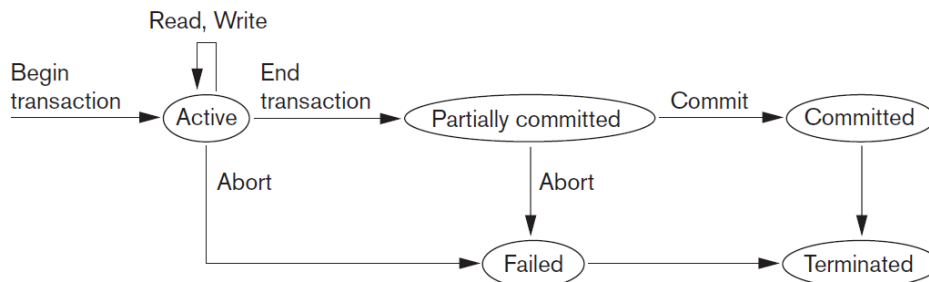 Read, Write
Begin
transaction
End
transaction
Active
Partially committed
Commit
Committed
Abort
Abort
Failed
Terminated